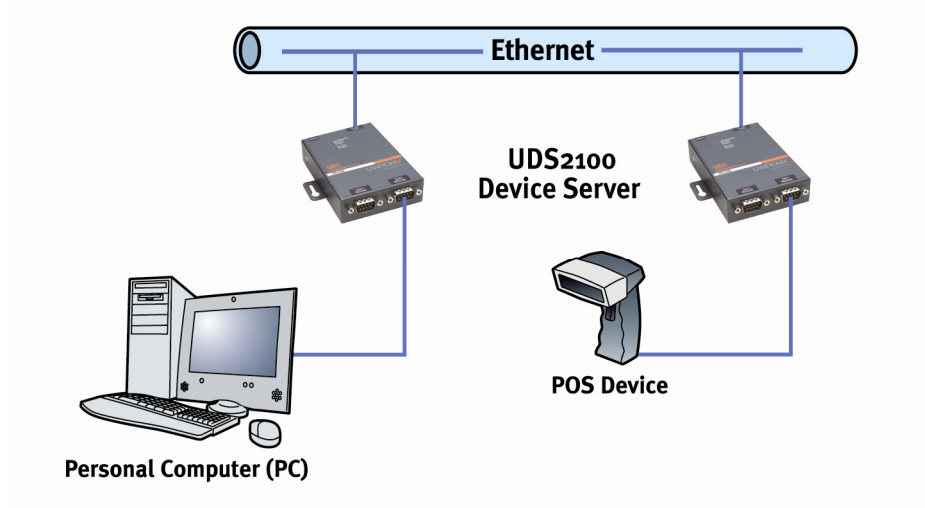 Ethernet
UDS2100
Device Server
POS Device
Personal Computer (PC)